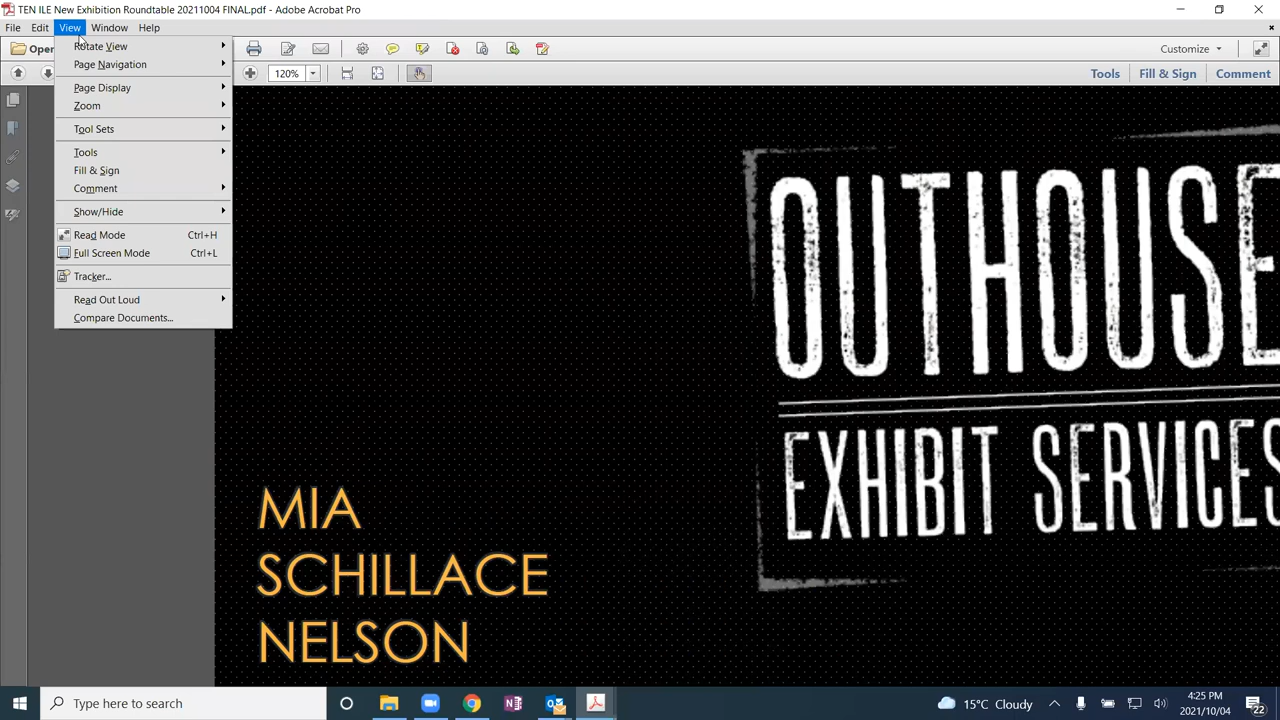 TEN ILE New Exhibition Roundtable 20211004 FINAL.pdf - Adobe Acrobat Pro
File Edit View Window Help
Open
Customize
120%
Tools Fill & Sign Comment
Rotate View
Page Navigation
Page Display
Zoom
Tool Sets
Tools
Fill & Sign
Comment
Show/Hide
Read Mode Ctrl+H
Full Screen Mode Ctrl+L
Tracker...
Read Out Loud
Compare Documents...
OUTHOUSE
EXHIBIT SERVICES
MIA
SCHILLACE
NELSON
Type here to search
15°C Cloudy
4:25 PM
2021/10/04
22